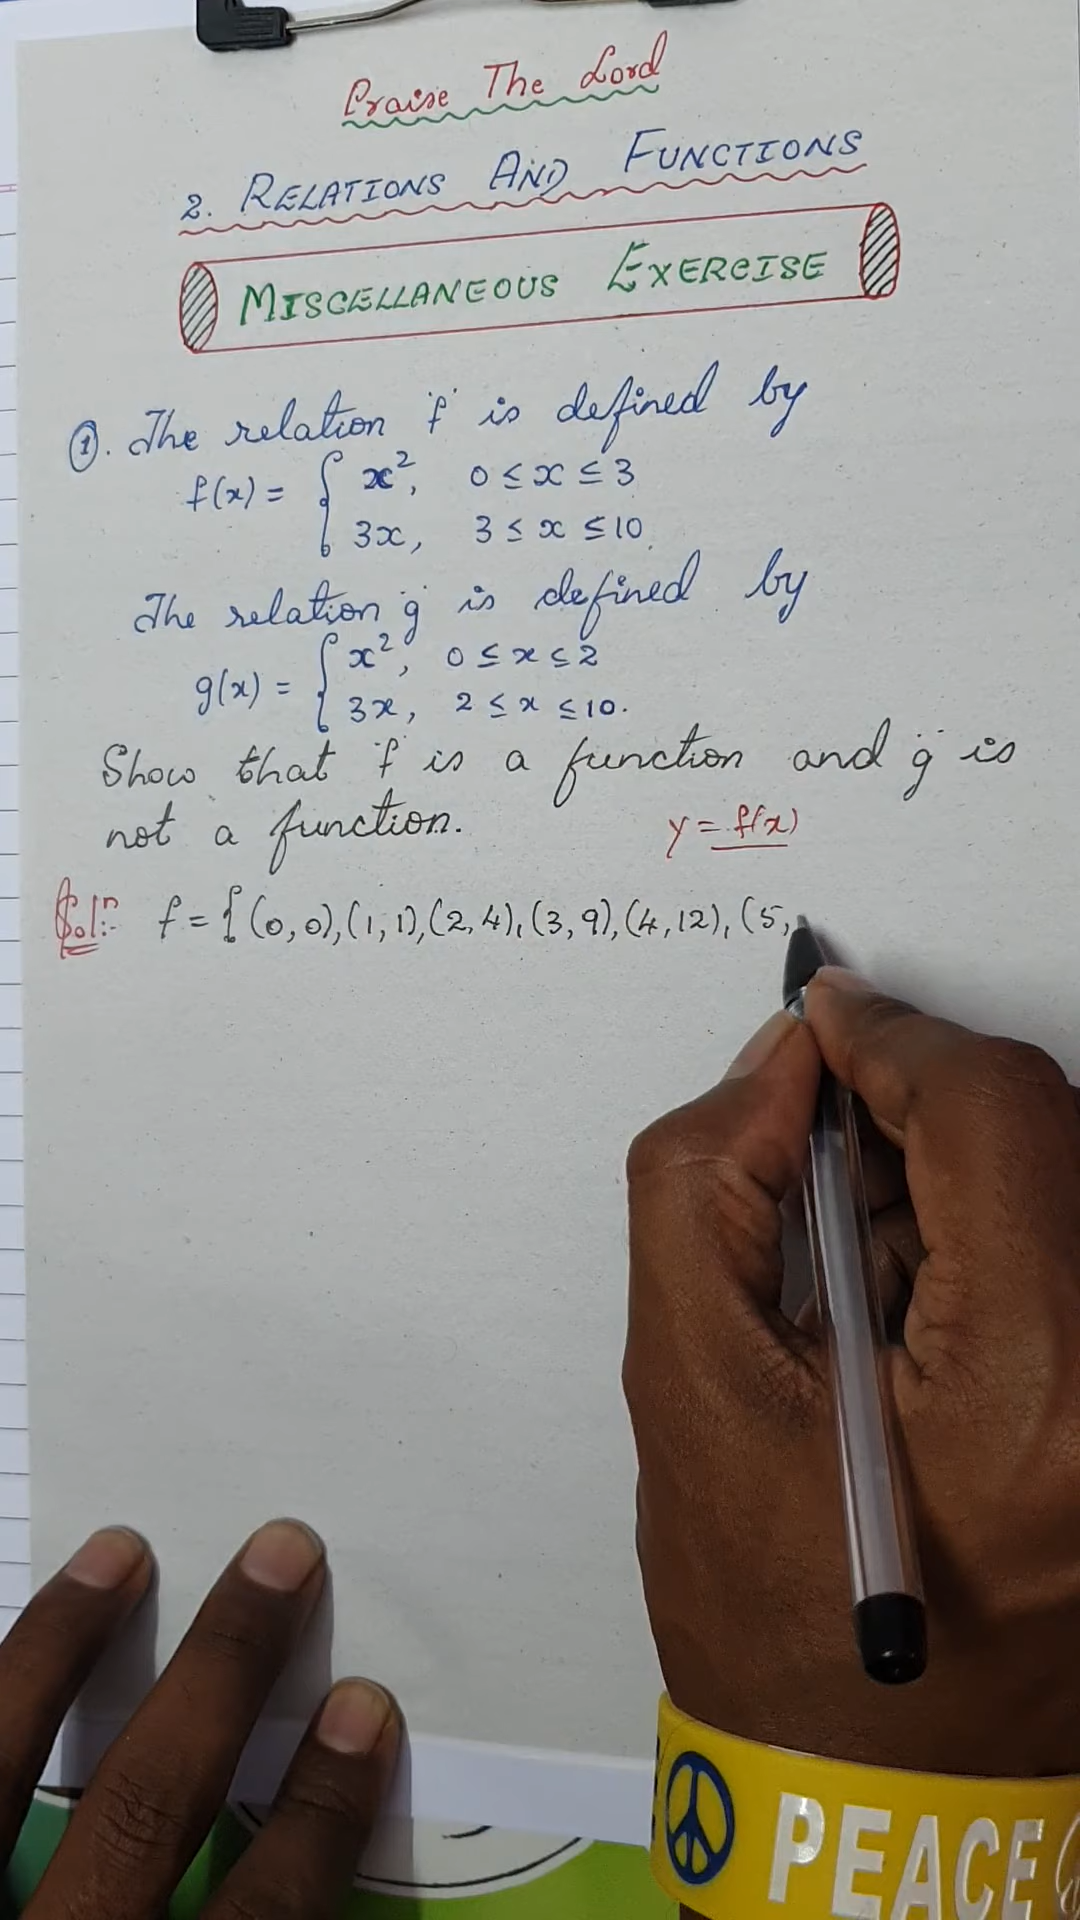 Praise The Lord
2. RELATIONS AND FUNCTIONS
MISCELLANEOUS EXERCISE
①. The relation 'f' is defined by
f(x) = { x², 0 ≤ x ≤ 3
3x, 3 ≤ x ≤ 10.
The relation 'g' is defined by
g(x) = { x², 0 ≤ x ≤ 2
3x, 2 ≤ x ≤ 10.
Show that 'f' is a function and 'g' is
not a function.
y = f(x)
Solⁿ:- f = { (0, 0), (1, 1), (2, 4), (3, 9), (4, 12), (5,
PEACE